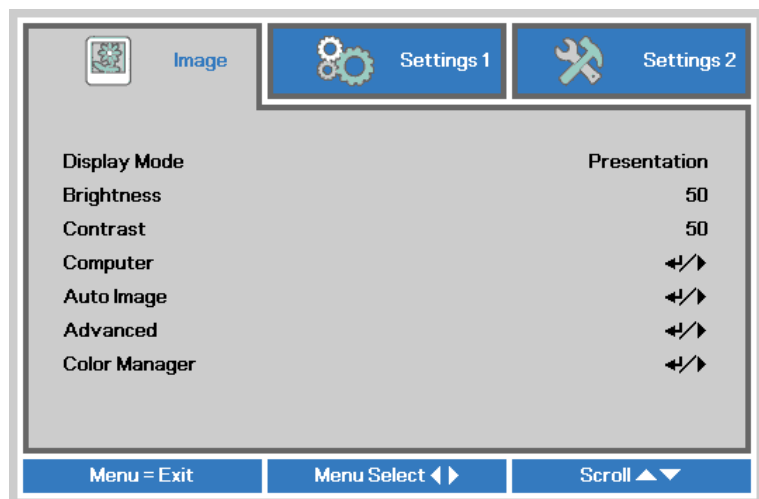 Image Settings 1 Settings 2
Display Mode Presentation
Brightness 50
Contrast 50
Computer ↵/▶
Auto Image ↵/▶
Advanced ↵/▶
Color Manager ↵/▶
Menu = Exit Menu Select ◀▶ Scroll ▲▼